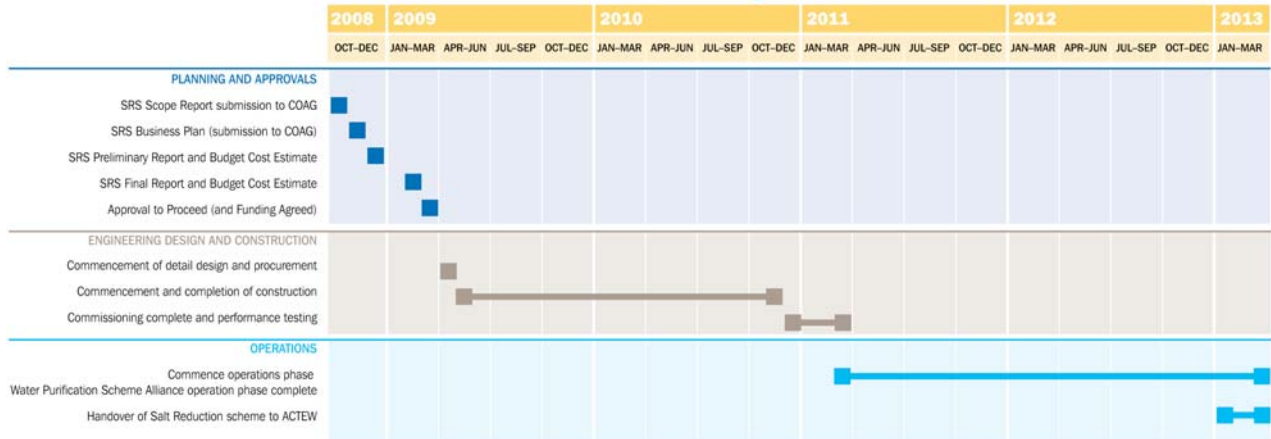 2008 2009 2010 2011 2012 2013
OCT–DEC JAN–MAR APR–JUN JUL–SEP OCT–DEC JAN–MAR APR–JUN JUL–SEP OCT–DEC JAN–MAR APR–JUN JUL–SEP OCT–DEC JAN–MAR APR–JUN JUL–SEP OCT–DEC JAN–MAR
PLANNING AND APPROVALS
SRS Scope Report submission to COAG
SRS Business Plan (submission to COAG)
SRS Preliminary Report and Budget Cost Estimate
SRS Final Report and Budget Cost Estimate
Approval to Proceed (and Funding Agreed)
ENGINEERING DESIGN AND CONSTRUCTION
Commencement of detail design and procurement
Commencement and completion of construction
Commissioning complete and performance testing
OPERATIONS
Commence operations phase
Water Purification Scheme Alliance operation phase complete
Handover of Salt Reduction scheme to ACTEW